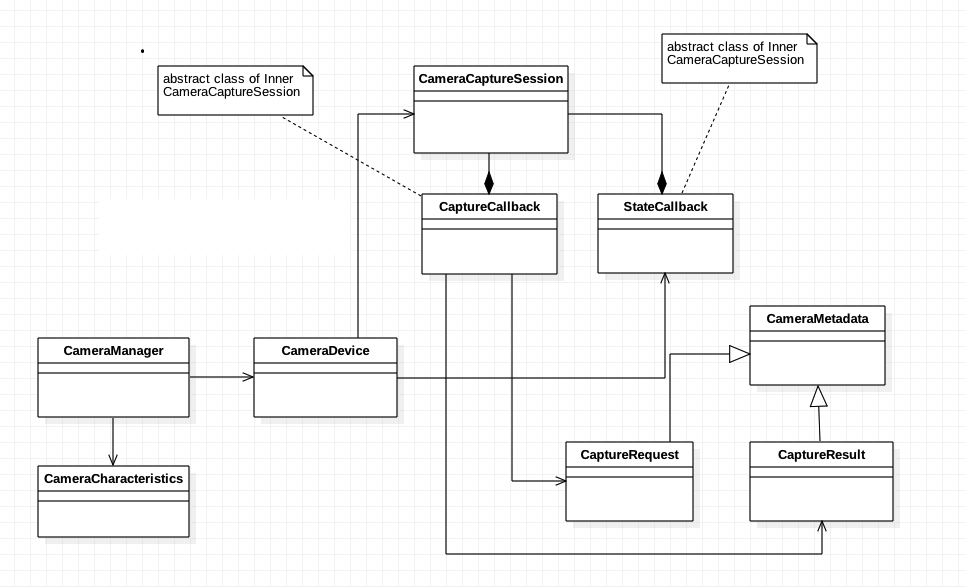 abstract class of Inner
CameraCaptureSession
abstract class of Inner
CameraCaptureSession
CameraCaptureSession
CaptureCallback
StateCallback
CameraMetadata
CameraManager
CameraDevice
CaptureRequest
CaptureResult
CameraCharacteristics